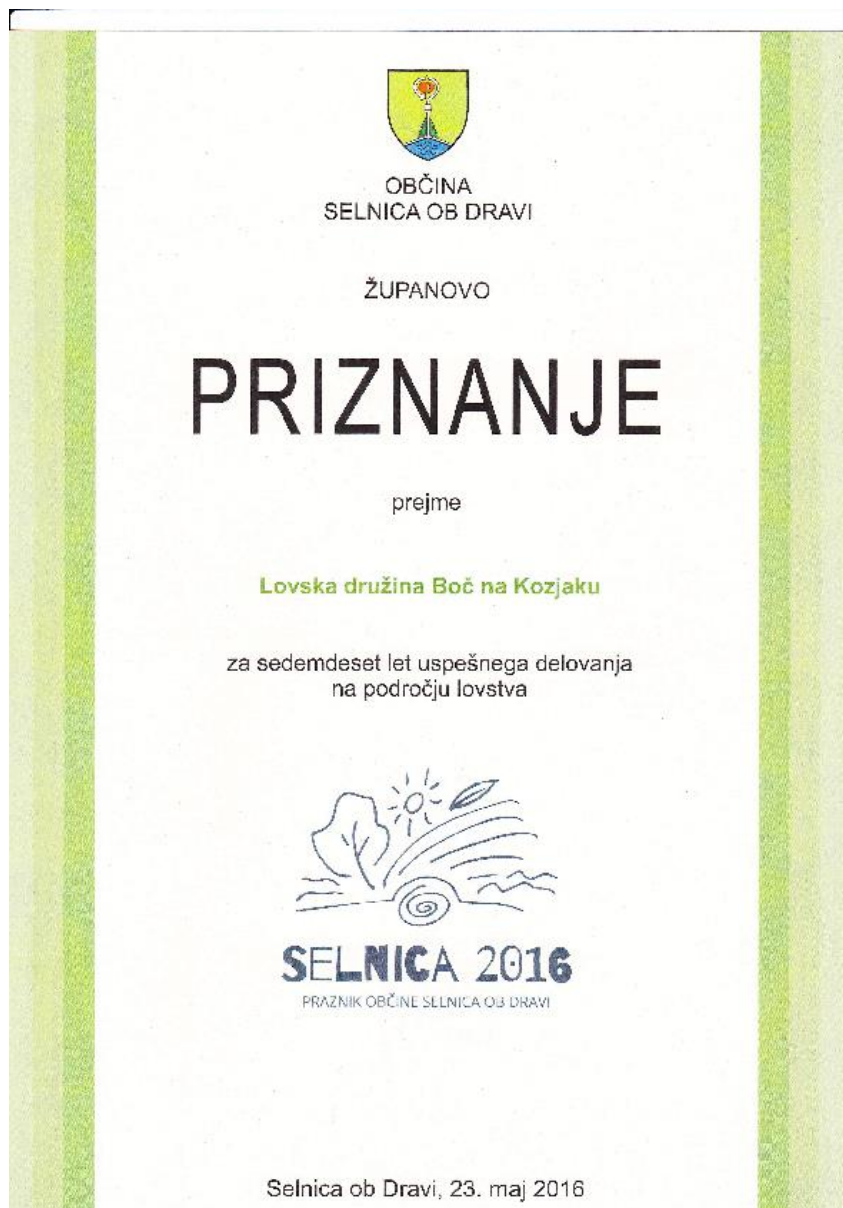 OBČINA
SELNICA OB DRAVI
ŽUPANOVO
PRIZNANJE
prejme
Lovska družina Boč na Kozjaku
za sedemdeset let uspešnega delovanja
na področju lovstva
SELNICA 2016
PRAZNIK OBČINE SELNICA OB DRAVI
Selnica ob Dravi, 23. maj 2016